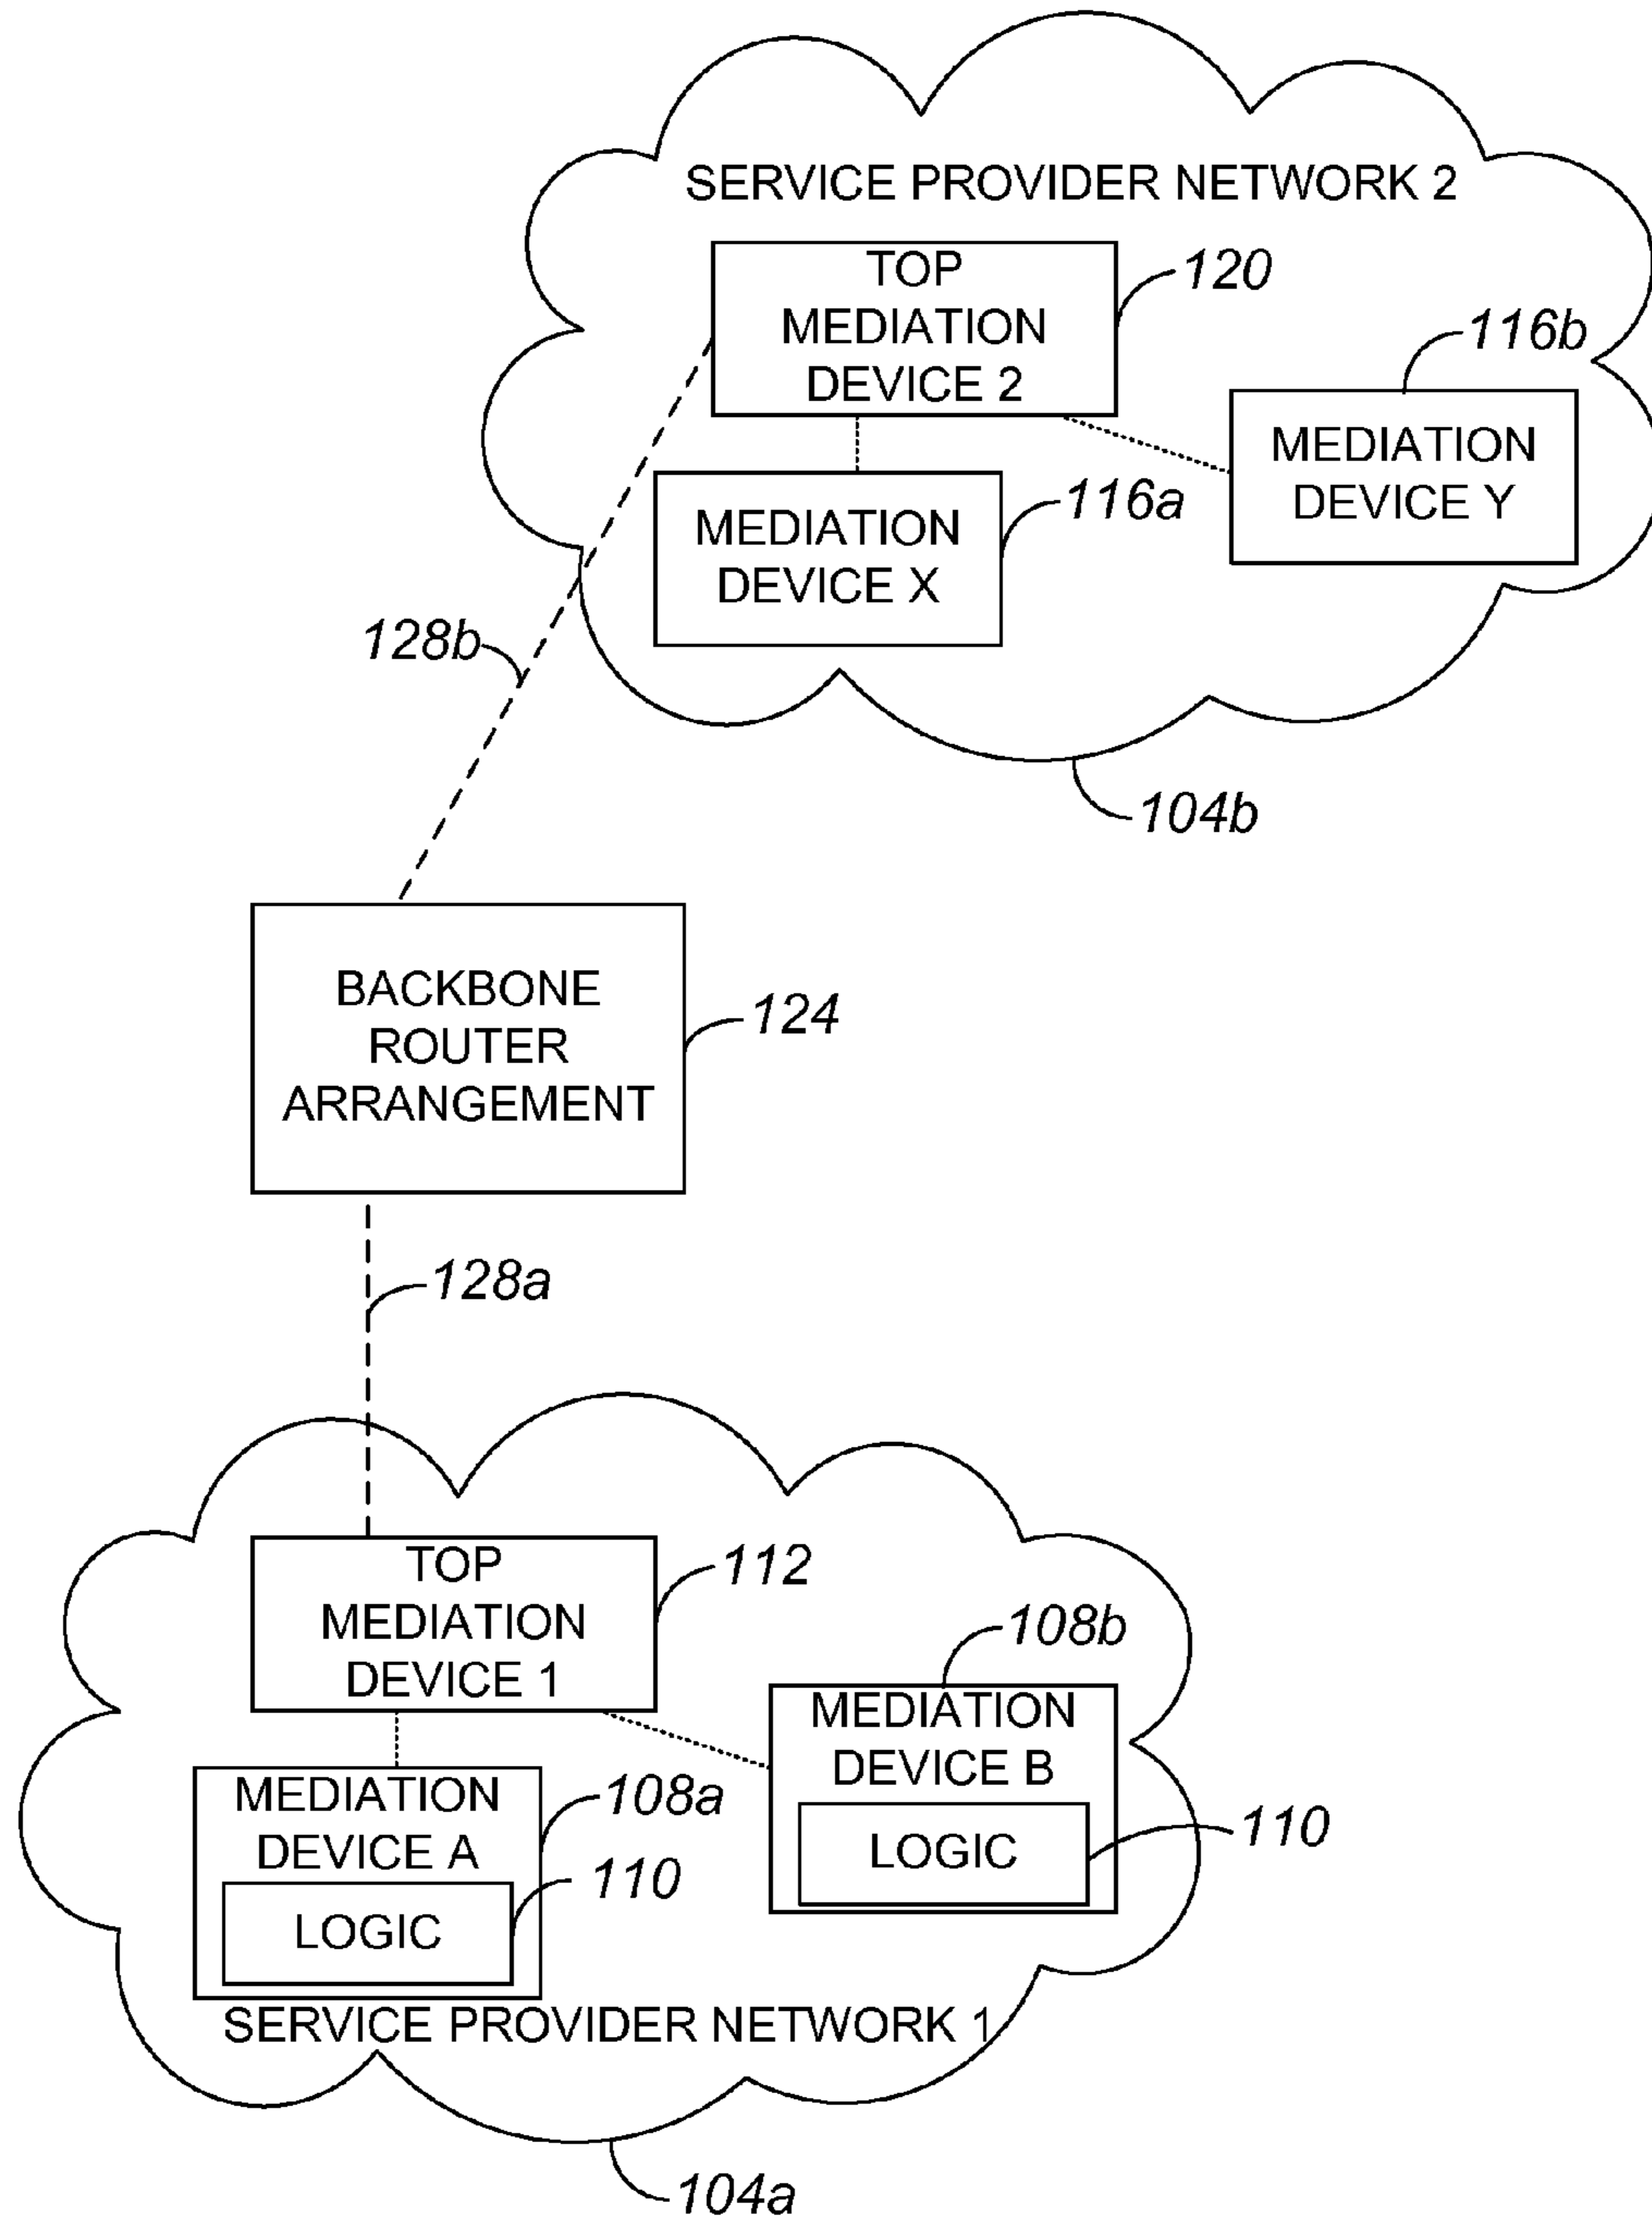 SERVICE PROVIDER NETWORK 2
TOP
MEDIATION
DEVICE 2
120
116b
MEDIATION
DEVICE Y
116a
MEDIATION
DEVICE X
128b
104b
BACKBONE
ROUTER
ARRANGEMENT
124
128a
TOP
MEDIATION
DEVICE 1
112
108b
MEDIATION
DEVICE B
LOGIC
110
MEDIATION
DEVICE A
108a
110
LOGIC
SERVICE PROVIDER NETWORK 1
104a